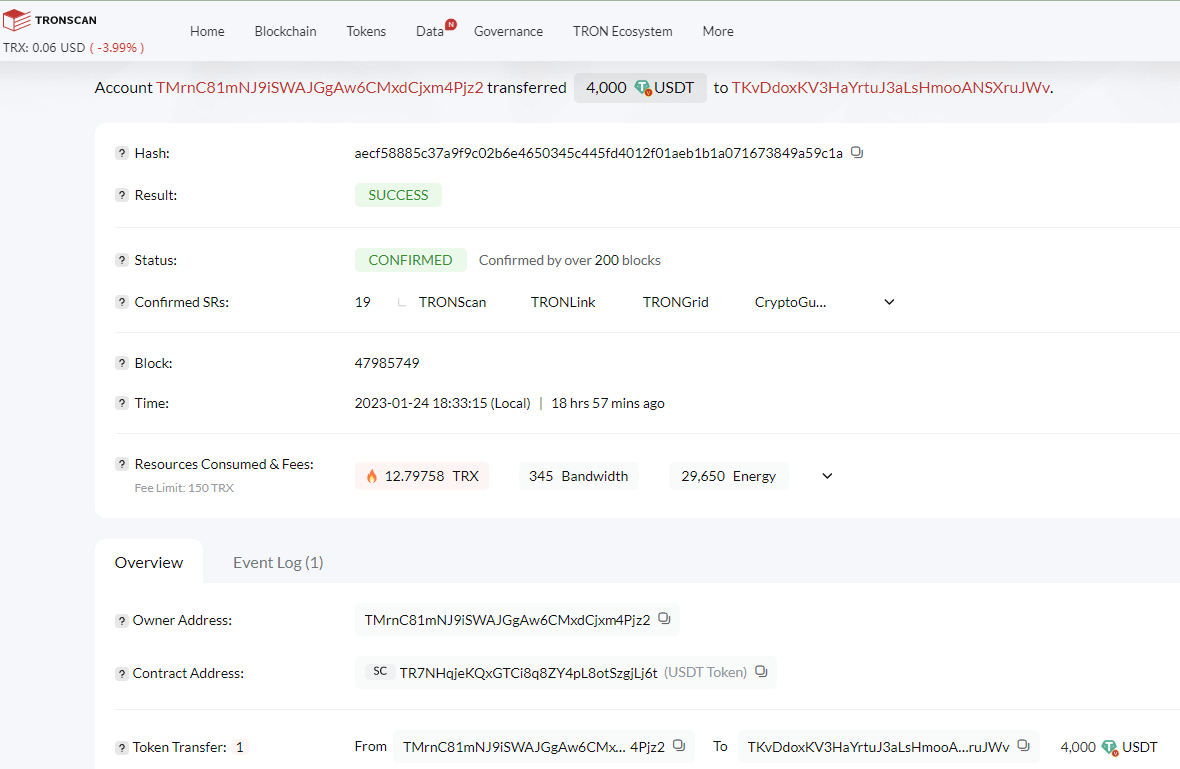 TRONSCAN
TRX: 0.06 USD ( -3.99% )
Home Blockchain Tokens Data N Governance TRON Ecosystem More
Account TMrnC81mNJ9iSWAJGgAw6CMxdCjxm4Pjz2 transferred 4,000 USDT to TKvDdoxKV3HaYrtuJ3aLsHmooANSXruJWv.
? Hash: aecf58885c37a9f9c02b6e4650345c445fd4012f01aeb1b1a071673849a59c1a
? Result: SUCCESS
? Status: CONFIRMED Confirmed by over 200 blocks
? Confirmed SRs: 19 TRONScan TRONLink TRONGrid CryptoGu...
? Block: 47985749
? Time: 2023-01-24 18:33:15 (Local) | 18 hrs 57 mins ago
? Resources Consumed & Fees: 12.79758 TRX 345 Bandwidth 29,650 Energy
Fee Limit: 150 TRX
Overview Event Log (1)
? Owner Address: TMrnC81mNJ9iSWAJGgAw6CMxdCjxm4Pjz2
? Contract Address: SC TR7NHqjeKQxGTCi8q8ZY4pL8otSzgjLj6t (USDT Token)
? Token Transfer: 1 From TMrnC81mNJ9iSWAJGgAw6CMx... 4Pjz2 To TKvDdoxKV3HaYrtuJ3aLsHmooA...ruJWv 4,000 USDT